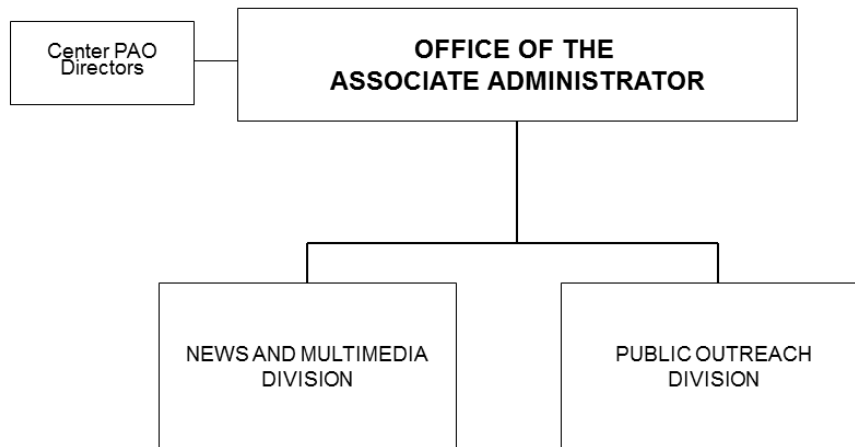 Center PAO
Directors
OFFICE OF THE
ASSOCIATE ADMINISTRATOR
NEWS AND MULTIMEDIA
DIVISION
PUBLIC OUTREACH
DIVISION